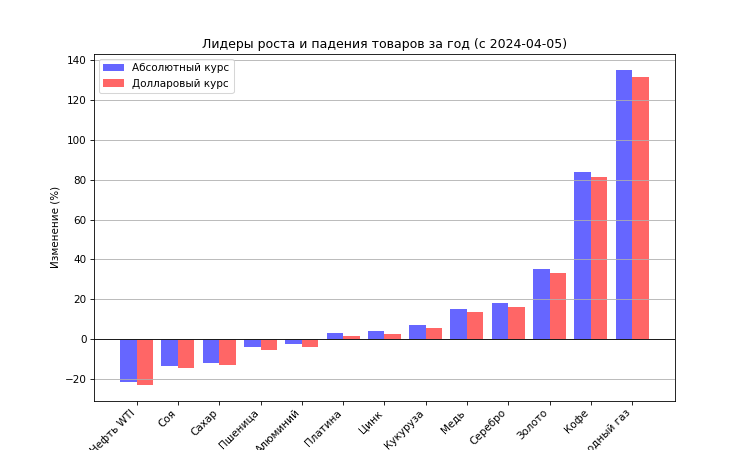 Лидеры роста и падения товаров за год (с 2024-04-05)
Абсолютный курс
Долларовый курс
Изменение (%)
140
120
100
80
60
40
20
0
−20
Нефть WTI
Соя
Сахар
Пшеница
Алюминий
Платина
Цинк
Кукуруза
Медь
Серебро
Золото
Кофе
газ